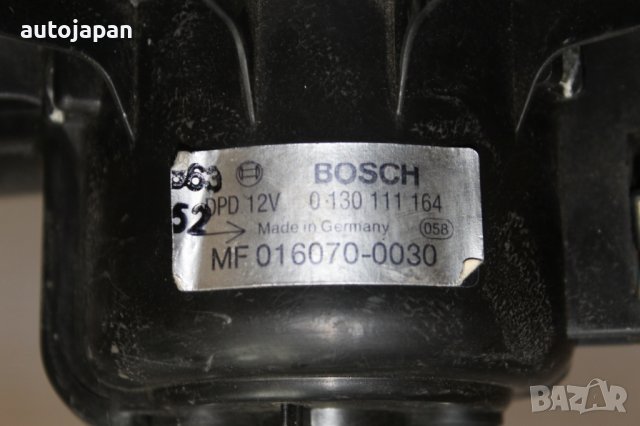 autojapan
BOSCH
DPD 12V 0 130 111 164
52 Made in Germany 058
MF 016070-0030
BAZAR